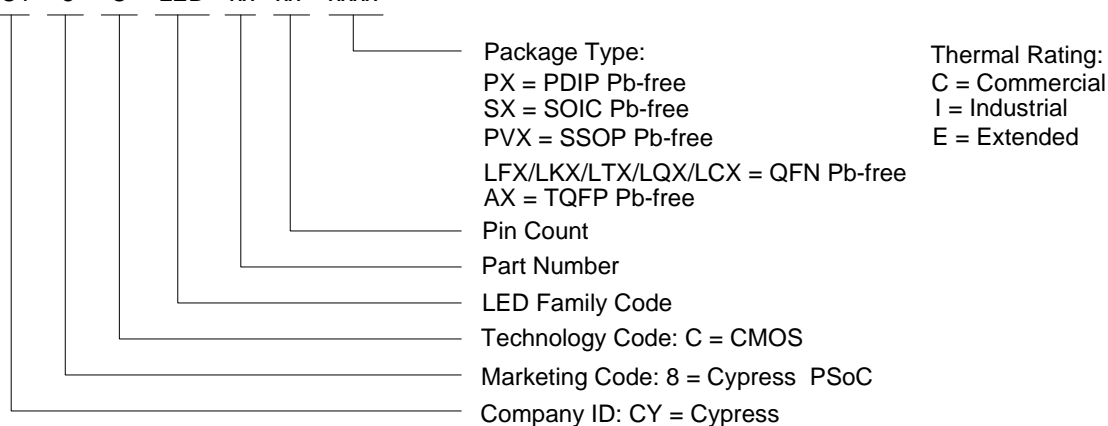 Package Type:
Thermal Rating:
PX = PDIP Pb-free
C = Commercial
SX = SOIC Pb-free
I = Industrial
PVX = SSOP Pb-free
E = Extended
LFX/LKX/LTX/LQX/LCX = QFN Pb-free
AX = TQFP Pb-free
Pin Count
Part Number
LED Family Code
Technology Code: C = CMOS
Marketing Code: 8 = Cypress PSoC
Company ID: CY = Cypress